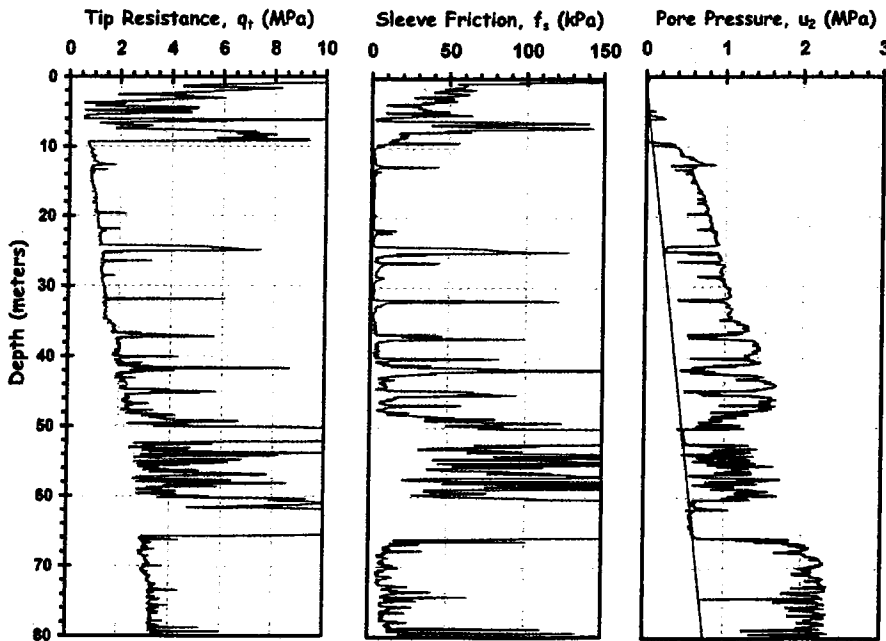 Tip Resistance, qt (MPa)
0 2 4 6 8 10
Sleeve Friction, fs (kPa)
0 50 100 150
Pore Pressure, u2 (MPa)
0 1 2 3
Depth (meters)
0
10
20
30
40
50
60
70
80